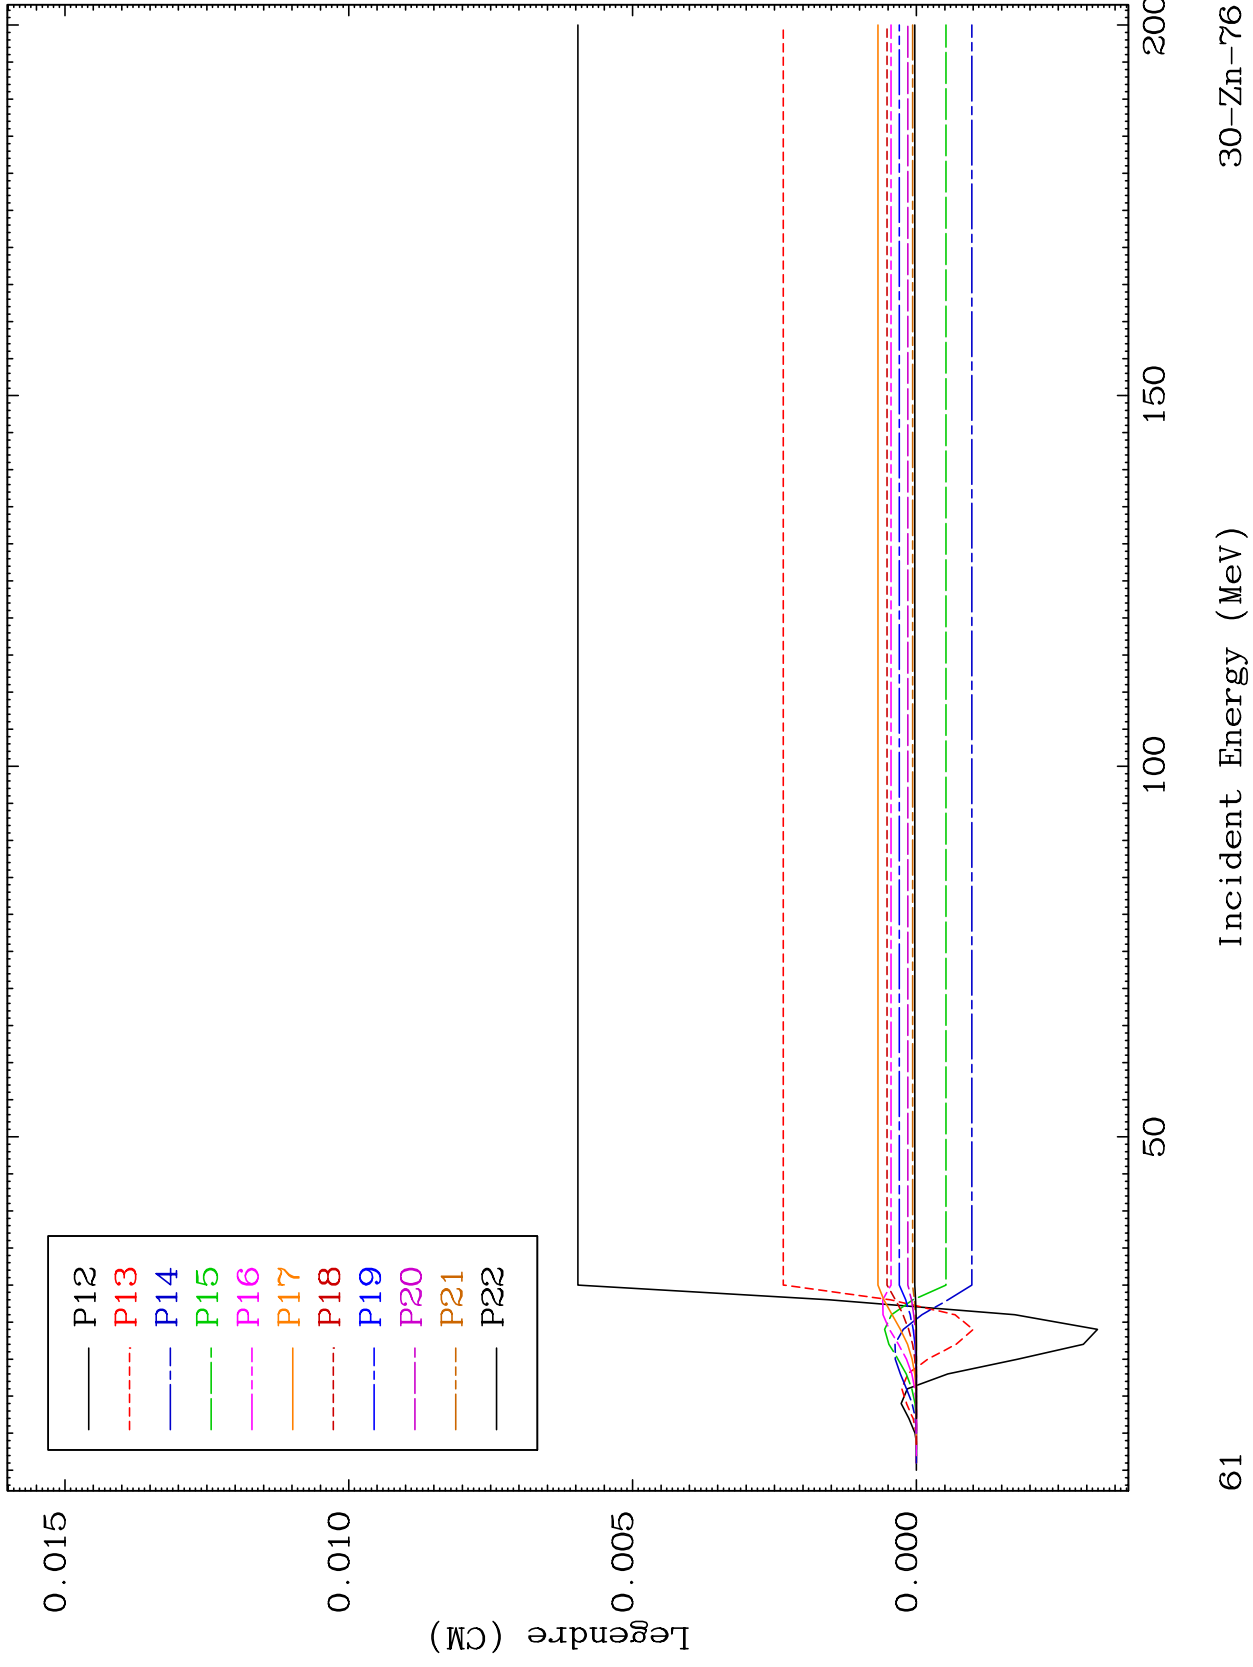 0.015
0.010
0.005
0.000
Legendre (CM)
P12
P13
P14
P15
P16
P17
P18
P19
P20
P21
P22
50
100
150
200
Incident Energy (MeV)
61
30-Zn-76